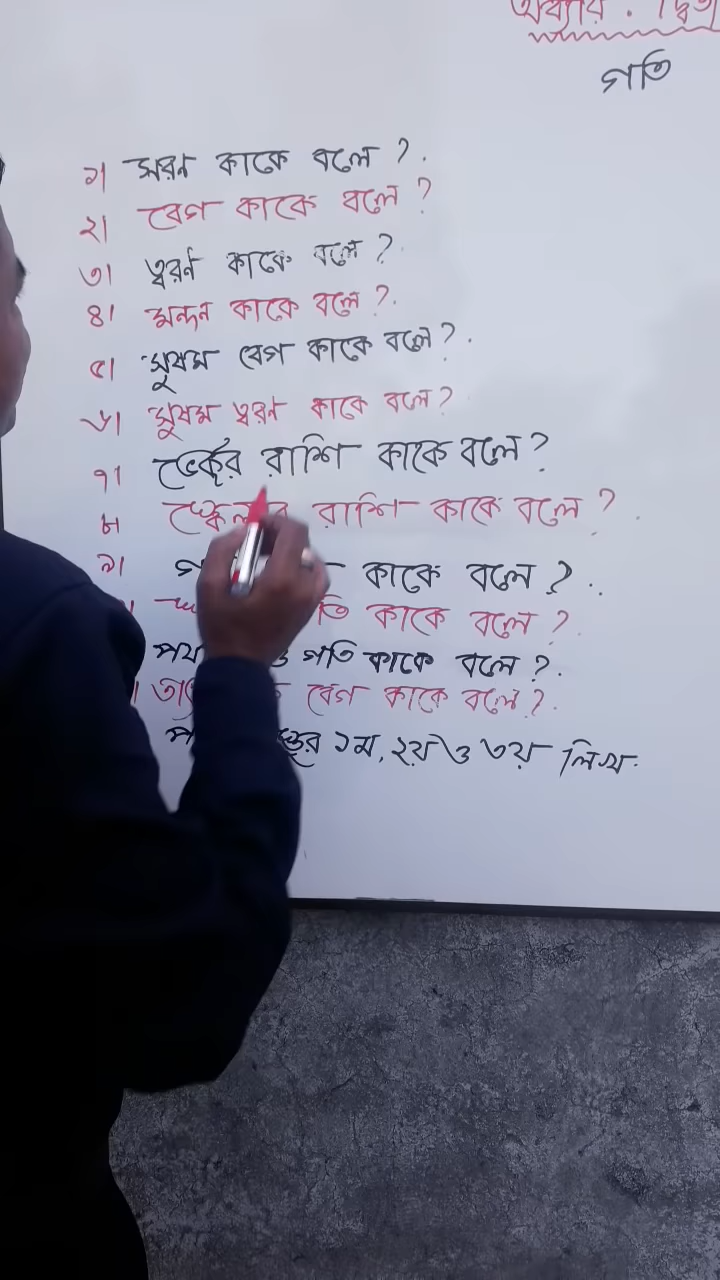 অধ্যায় : দ্বিতী
গতি
১। সরণ কাকে বলে ?.
২। বেগ কাকে বলে ?
৩। ত্বরণ কাকে বলে ?
৪। মন্দন কাকে বলে ?.
৫। সুষম বেগ কাকে বলে ?.
৬। সুষম ত্বরণ কাকে বলে ?
৭। ভেক্টর রাশি কাকে বলে ?
৮। রাশি কাকে বলে ? .
৯। কাকে বলে ? ..
কাকে বলে ?.
গতি কাকে বলে ?.
বেগ কাকে বলে ?.
১ম, ২য় ও ৩য় লিখ.